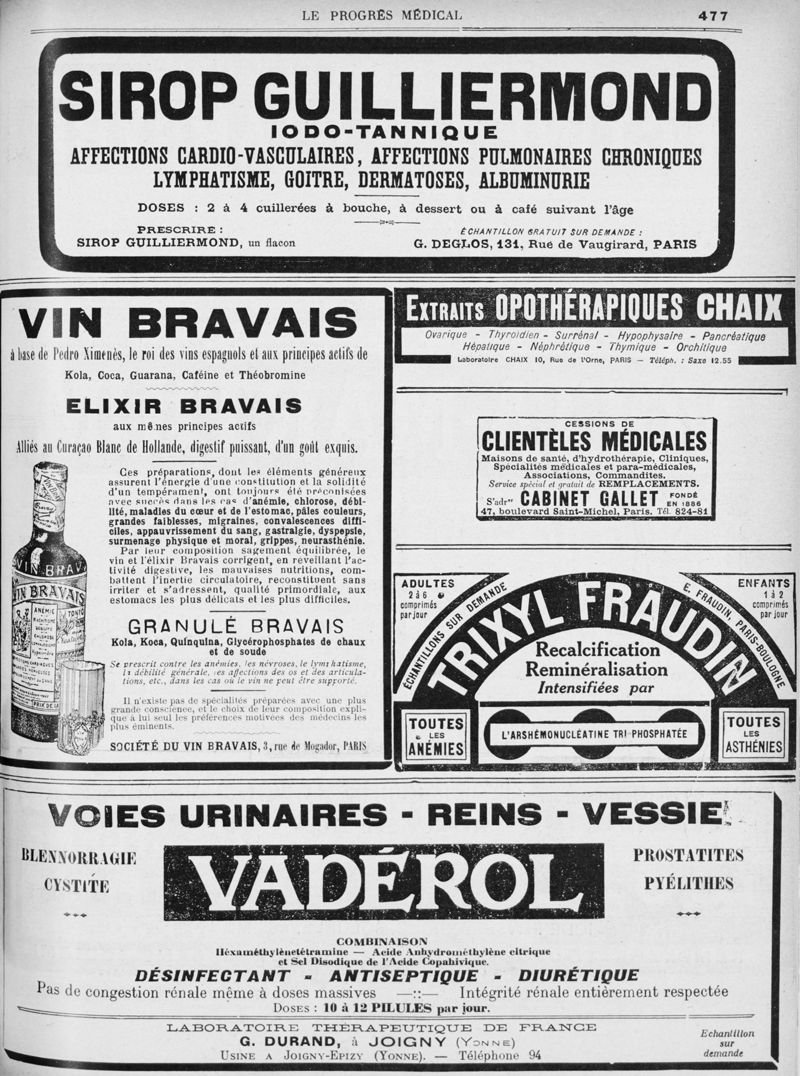 LE PROGRÈS MÉDICAL
477
SIROP GUILLIERMOND
IODO-TANNIQUE
AFFECTIONS CARDIO-VASCULAIRES, AFFECTIONS PULMONAIRES CHRONIQUES
LYMPHATISME, GOITRE, DERMATOSES, ALBUMINURIE
DOSES : 2 à 4 cuillerées à bouche, à dessert ou à café suivant l'âge
PRESCRIRE :
SIROP GUILLIERMOND, un flacon
ÉCHANTILLON GRATUIT SUR DEMANDE :
G. DEGLOS, 131, Rue de Vaugirard, PARIS
VIN BRAVAIS
à base de Pedro Ximenès, le roi des vins espagnols et aux principes actifs de
Kola, Coca, Guarana, Caféine et Théobromine
ELIXIR BRAVAIS
aux mêmes principes actifs
Alliés au Curaçao Blanc de Hollande, digestif puissant, d'un goût exquis.
Ces préparations, dont les éléments généreux
assurent l'énergie d'une constitution et la solidité
d'un tempérament, ont toujours été préconisées
avec succès dans les cas d'anémie, chlorose, débi-
lité, maladies du cœur et de l'estomac, pâles couleurs,
grandes faiblesses, migraines, convalescences diffi-
ciles, appauvrissement du sang, gastralgie, dyspepsie,
surmenage physique et moral, grippes, neurasthénie.
Par leur composition sagement équilibrée, le
vin et l'élixir Bravais corrigent, en réveillant l'ac-
tivité digestive, les mauvaises nutritions, com-
battent l'inertie circulatoire, reconstituent sans
irriter et s'adressent, qualité primordiale, aux
estomacs les plus délicats et les plus difficiles.
VIN BRAV
VIN BRAVAIS
ANÉMIE
TONIQUE
GRANULÉ BRAVAIS
Kola, Koca, Quinquina, Glycérophosphates de chaux
et de soude
Se prescrit contre les anémies, les névroses, le lymphatisme,
la débilité générale, les affections des os et des articula-
tions, etc., dans les cas où le vin ne peut être supporté.
Il n'existe pas de spécialités préparées avec une plus
grande conscience, et le choix de leur composition expli-
que à lui seul les préférences motivées des médecins les
plus éminents.
SOCIÉTÉ DU VIN BRAVAIS, 3, rue de Mogador, PARIS
EXTRAITS OPOTHÉRAPIQUES CHAIX
Ovarique - Thyroïdien - Surrénal - Hypophysaire - Pancréatique
Hépatique - Néphrétique - Thymique - Orchitique
Laboratoire CHAIX 10, Rue de l'Orne, PARIS — Téléph. : Saxe 12.55
CESSIONS DE
CLIENTÈLES MÉDICALES
Maisons de santé, d'hydrothérapie, Cliniques,
Spécialités médicales et para-médicales,
Associations, Commandites.
Service spécial et gratuit de REMPLACEMENTS.
S'adr^er CABINET GALLET FONDÉ EN 1886
47, boulevard Saint-Michel, Paris. Tél. 824-81
ADULTES
2 à 6
comprimés
par jour
ENFANTS
1 à 2
comprimés
par jour
ÉCHANTILLONS SUR DEMANDE
E. FRAUDIN, PARIS-BOULOGNE
TRIXYL FRAUDIN
Recalcification
Reminéralisation
Intensifiées par
L'ARSHÉMONUCLÉATINE TRI PHOSPHATÉE
TOUTES
LES
ANÉMIES
TOUTES
LES
ASTHÉNIES
VOIES URINAIRES - REINS - VESSIE
BLENNORRAGIE
CYSTITE
VADÉROL
PROSTATITES
PYÉLITHES
COMBINAISON
Héxaméthylènetétramine — Acide Anhydrométhylène citrique
et Sel Disodique de l'Acide Copahivique.
DÉSINFECTANT - ANTISEPTIQUE - DIURÉTIQUE
Pas de congestion rénale même à doses massives —::— Intégrité rénale entièrement respectée
DOSES : 10 à 12 PILULES par jour.
LABORATOIRE THÉRAPEUTIQUE DE FRANCE
G. DURAND, à JOIGNY (YONNE)
USINE A JOIGNY-EPIZY (YONNE). — Téléphone 94
Echantillon
sur
demande